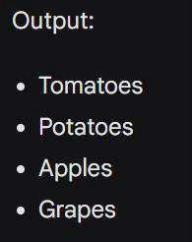 Output:
• Tomatoes
• Potatoes
• Apples
• Grapes